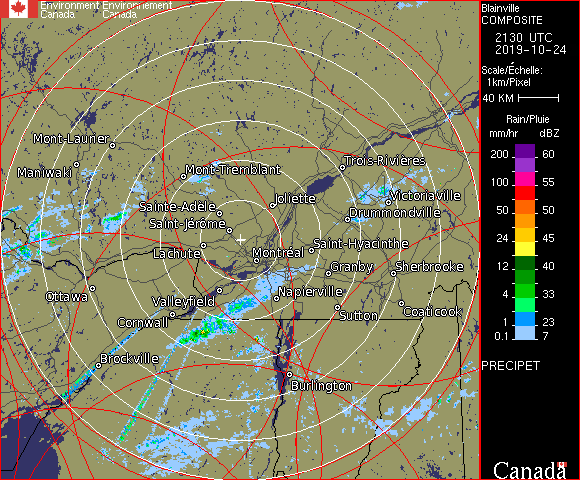 Environment Environnement
Canada Canada
Blainville
COMPOSITE
2130 UTC
2019-10-24
Scale/Échelle:
1km/Pixel
40 KM
Rain/Pluie
mm/hr dBZ
200 60
100 55
50 50
24 45
12 40
4 33
1 23
0.1 7
PRECIPET
Canada
Mont-Laurier
Maniwaki
Mont-Tremblant
Trois-Rivières
Joliette
Victoriaville
Sainte-Adèle
Drummondville
Saint-Jérôme
Saint-Hyacinthe
Lachute
Montréal
Granby
Sherbrooke
Ottawa
Valleyfield
Napierville
Cornwall
Sutton
Coaticook
Brockville
Burlington